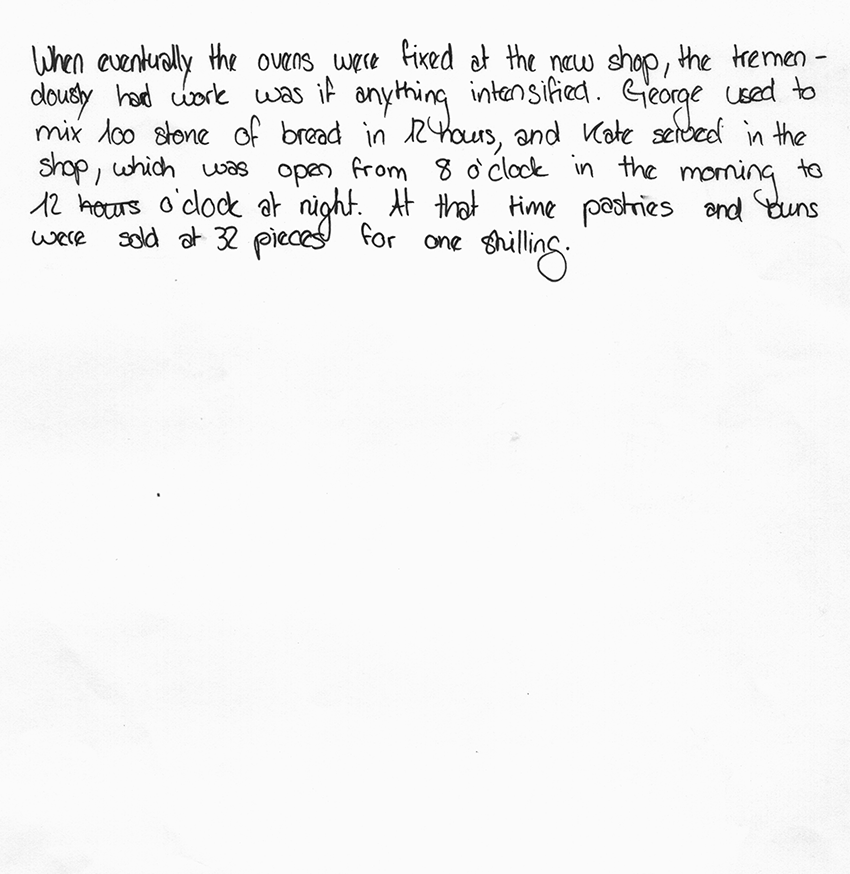 When eventually the ovens were fixed at the new shop, the tremen-
dously hard work was if anything intensified. George used to
mix 100 stone of bread in 12 hours, and Kate served in the
shop, which was open from 8 o'clock in the morning to
12 hours o'clock at night. At that time pastries and buns
were sold at 32 pieces for one shilling.